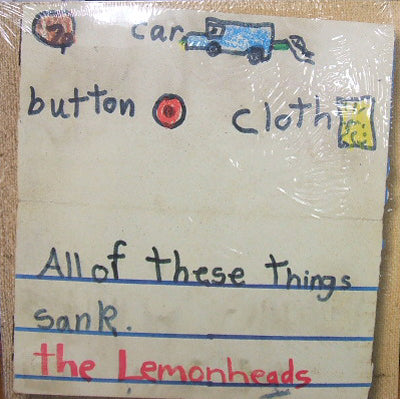 car
button
cloth
All of these things
sank.
the Lemonheads